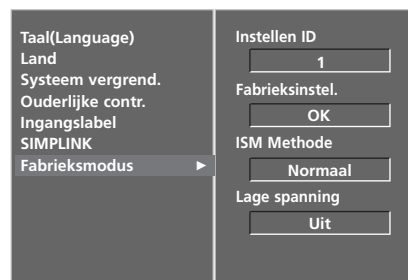 Taal(Language)
Land
Systeem vergrend.
Ouderlijke contr.
Ingangslabel
SIMPLINK
Fabrieksmodus ►
Instellen ID
1
Fabrieksinstel.
OK
ISM Methode
Normaal
Lage spanning
Uit